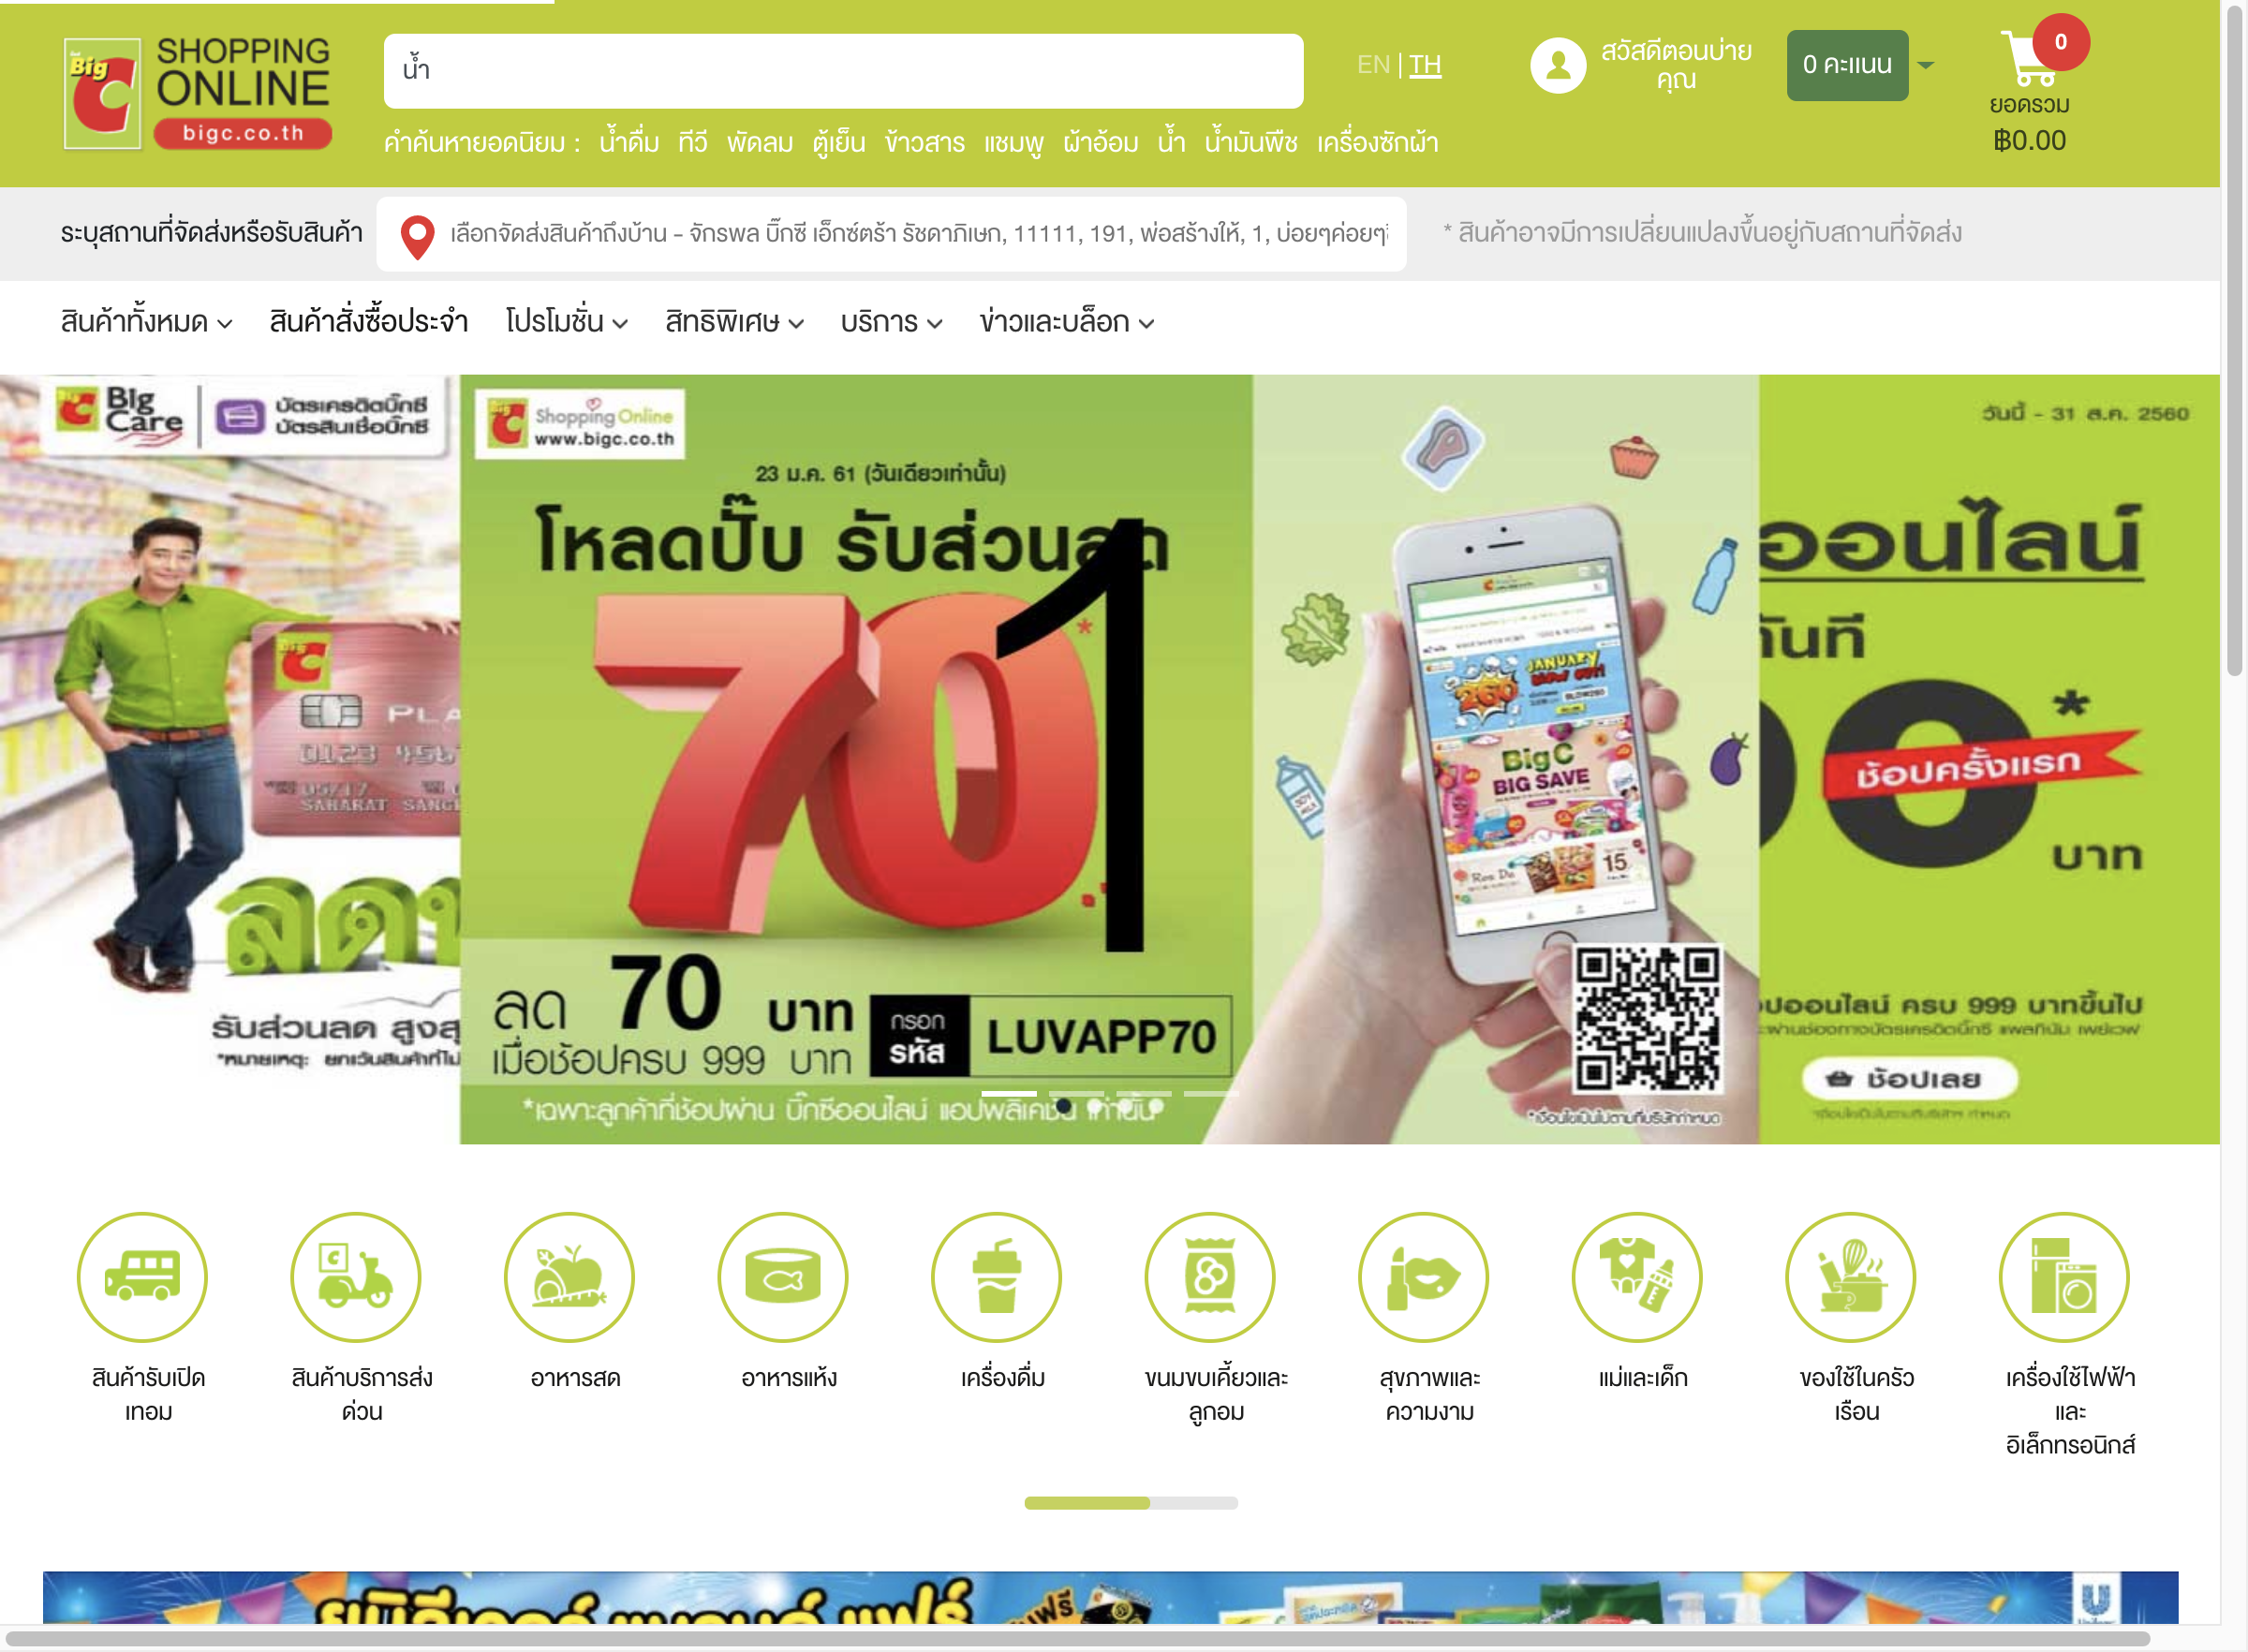 Big C SHOPPING
ONLINE
bigc.co.th
น้ำ
EN | TH
สวัสดีตอนบ่าย
คุณ
0 คะแนน
0
ยอดรวม
฿0.00
คำค้นหายอดนิยม : น้ำดื่ม ทีวี พัดลม ตู้เย็น ข้าวสาร แชมพู ผ้าอ้อม น้ำ น้ำมันพืช เครื่องซักผ้า
ระบุสถานที่จัดส่งหรือรับสินค้า
เลือกจัดส่งสินค้าถึงบ้าน - จักรพล บิ๊กซี เอ็กซ์ตร้า รัชดาภิเษก, 11111, 191, พ่อสร้างให้, 1, บ่อยๆค่อยๆ
* สินค้าอาจมีการเปลี่ยนแปลงขึ้นอยู่กับสถานที่จัดส่ง
สินค้าทั้งหมด สินค้าสั่งซื้อประจำ โปรโมชั่น สิทธิพิเศษ บริการ ข่าวและบล็อก
Big Care
บัตรเครดิตบิ๊กซี
บัตรสินเชื่อบิ๊กซี
0123 456
SAHARAT
รับส่วนลด
*หมายเหตุ: ยกเว้นสินค้าที่ไม่
Shopping Online
www.bigc.co.th
23 ม.ค. 61 (วันเดียวเท่านั้น)
โหลดปั๊บ รับส่วนลด
70*
1
ลด 70 บาท
เมื่อช้อปครบ 999 บาท
กรอก
รหัส
LUVAPP70
*เฉพาะลูกค้าที่ช้อปผ่าน บิ๊กซีออนไลน์ แอปพลิเคชั่น เท่านั้น
JANUARY
260
Big C
BIG SAVE
15
*เงื่อนไขเป็นไปตามที่บริษัทกำหนด
วันนี้ - 31 ส.ค. 2560
ออนไลน์
ทันที
0*
ช้อปครั้งแรก
บาท
ปออนไลน์ ครบ 999 บาทขึ้นไป
ช้อปเลย
สินค้ารับเปิด
เทอม
สินค้าบริการส่ง
ด่วน
อาหารสด
อาหารแห้ง
เครื่องดื่ม
ขนมขบเคี้ยวและ
ลูกอม
สุขภาพและ
ความงาม
แม่และเด็ก
ของใช้ในครัว
เรือน
เครื่องใช้ไฟฟ้า
และ
อิเล็กทรอนิกส์